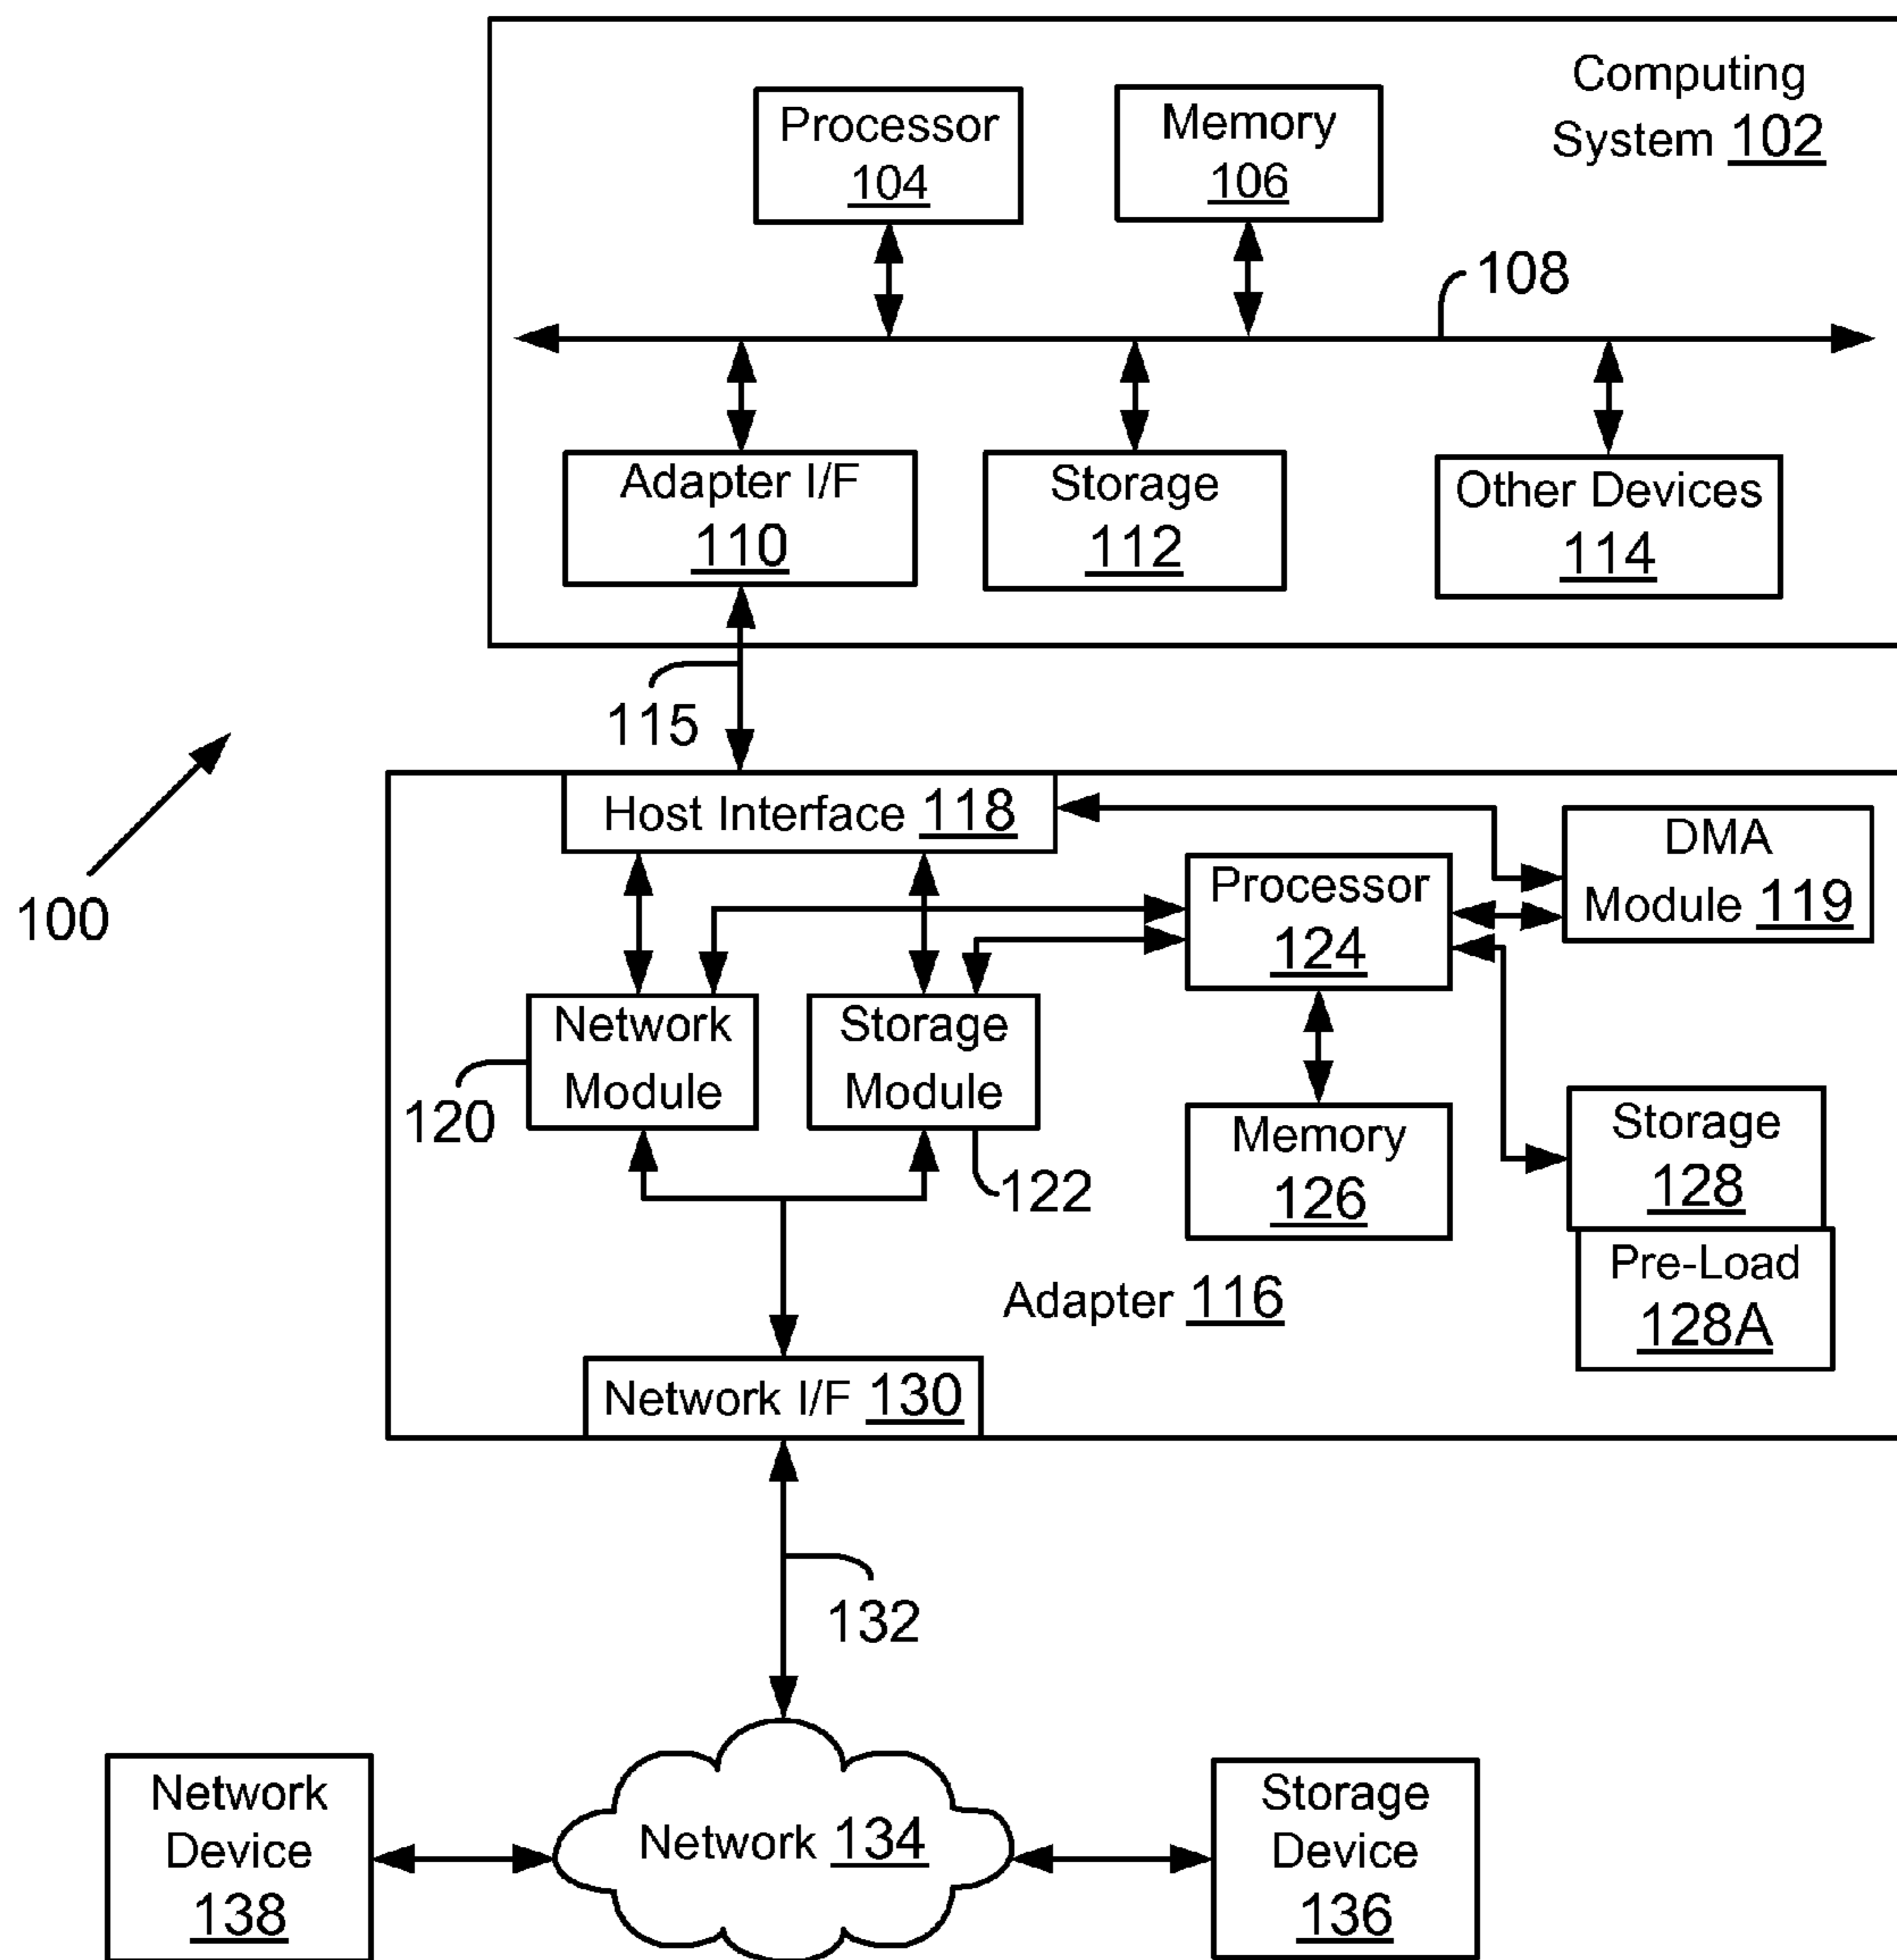 Computing
System 102
Processor
104
Memory
106
108
Adapter I/F
110
Storage
112
Other Devices
114
115
100
Host Interface 118
DMA
Module 119
Processor
124
Network
Module
120
Storage
Module
122
Memory
126
Storage
128
Pre-Load
128A
Adapter 116
Network I/F 130
132
Network
Device
138
Network 134
Storage
Device
136